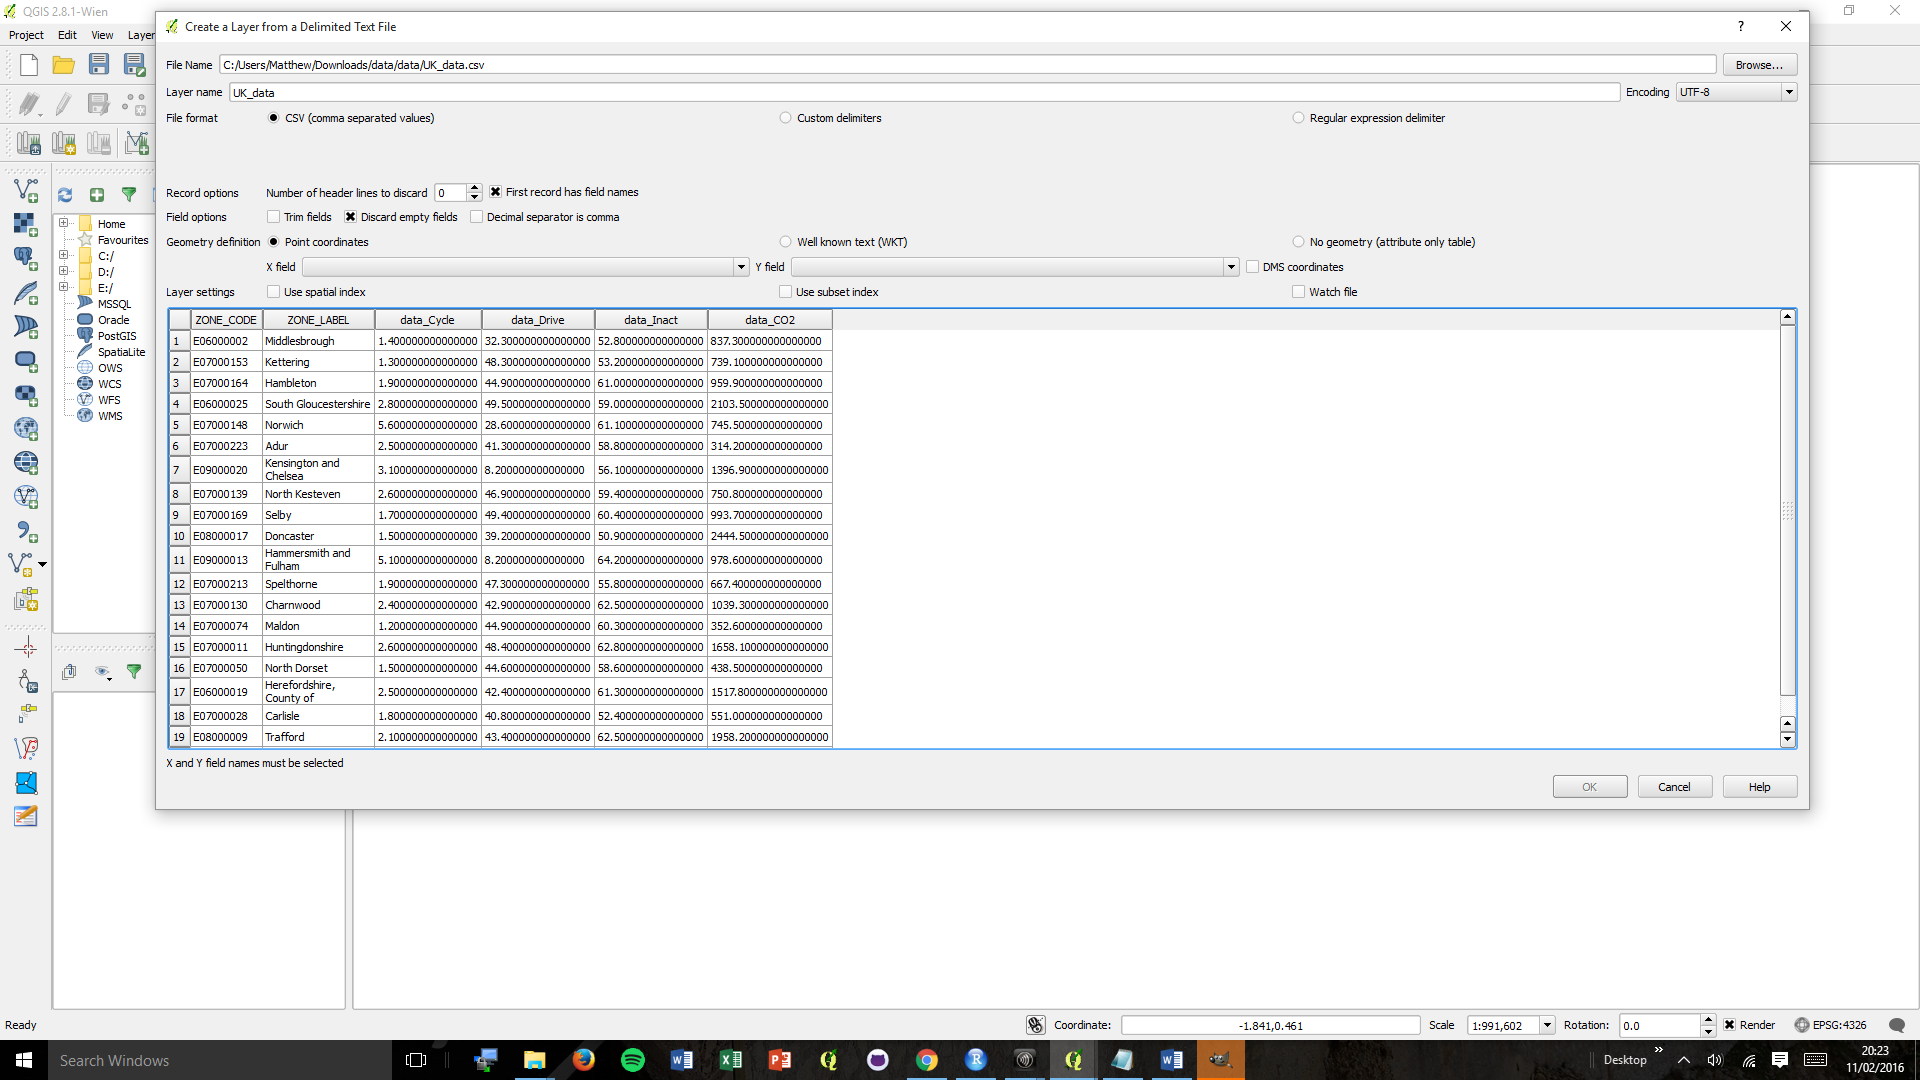 QGIS 2.8.1-Wien
Project Edit View Layer
Create a Layer from a Delimited Text File
?
File Name C:/Users/Matthew/Downloads/data/data/UK_data.csv Browse...
Layer name UK_data Encoding UTF-8
File format CSV (comma separated values) Custom delimiters Regular expression delimiter
Record options Number of header lines to discard 0 First record has field names
Field options Trim fields Discard empty fields Decimal separator is comma
Geometry definition Point coordinates Well known text (WKT) No geometry (attribute only table)
X field Y field DMS coordinates
Layer settings Use spatial index Use subset index Watch file
Home
Favourites
C:/
D:/
E:/
MSSQL
Oracle
PostGIS
SpatiaLite
OWS
WCS
WFS
WMS
ZONE_CODE ZONE_LABEL data_Cycle data_Drive data_Inact data_CO2
1 E06000002 Middlesbrough 1.400000000000000 32.300000000000000 52.800000000000000 837.300000000000000
2 E07000153 Kettering 1.300000000000000 48.300000000000000 53.200000000000000 739.100000000000000
3 E07000164 Hambleton 1.900000000000000 44.900000000000000 61.000000000000000 959.900000000000000
4 E06000025 South Gloucestershire 2.800000000000000 49.500000000000000 59.000000000000000 2103.500000000000000
5 E07000148 Norwich 5.600000000000000 28.600000000000000 61.100000000000000 745.500000000000000
6 E07000223 Adur 2.500000000000000 41.300000000000000 58.800000000000000 314.200000000000000
7 E09000020 Kensington and Chelsea 3.100000000000000 8.200000000000000 56.100000000000000 1396.900000000000000
8 E07000139 North Kesteven 2.600000000000000 46.900000000000000 59.400000000000000 750.800000000000000
9 E07000169 Selby 1.700000000000000 49.400000000000000 60.400000000000000 993.700000000000000
10 E08000017 Doncaster 1.500000000000000 39.200000000000000 50.900000000000000 2444.500000000000000
11 E09000013 Hammersmith and Fulham 5.100000000000000 8.200000000000000 64.200000000000000 978.600000000000000
12 E07000213 Spelthorne 1.900000000000000 47.300000000000000 55.800000000000000 667.400000000000000
13 E07000130 Charnwood 2.400000000000000 42.900000000000000 62.500000000000000 1039.300000000000000
14 E07000074 Maldon 1.200000000000000 44.900000000000000 60.300000000000000 352.600000000000000
15 E07000011 Huntingdonshire 2.600000000000000 48.400000000000000 62.800000000000000 1658.100000000000000
16 E07000050 North Dorset 1.500000000000000 44.600000000000000 58.600000000000000 438.500000000000000
17 E06000019 Herefordshire, County of 2.500000000000000 42.400000000000000 61.300000000000000 1517.800000000000000
18 E07000028 Carlisle 1.800000000000000 40.800000000000000 52.400000000000000 551.000000000000000
19 E08000009 Trafford 2.100000000000000 43.400000000000000 62.500000000000000 1958.200000000000000
X and Y field names must be selected
OK Cancel Help
Ready Coordinate: -1.841,0.461 Scale 1:991,602 Rotation: 0.0 Render EPSG:4326
Search Windows Desktop 20:23
11/02/2016